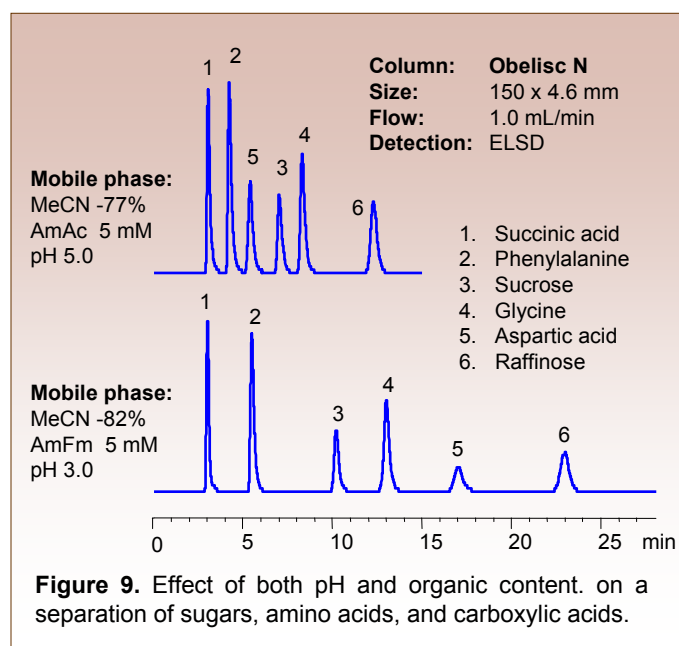 1
2
5
3
4
6
Column: Obelisc N
Size: 150 x 4.6 mm
Flow: 1.0 mL/min
Detection: ELSD
Mobile phase:
MeCN -77%
AmAc 5 mM
pH 5.0
1. Succinic acid
2. Phenylalanine
3. Sucrose
4. Glycine
5. Aspartic acid
6. Raffinose
1
2
3
4
5
6
Mobile phase:
MeCN -82%
AmFm 5 mM
pH 3.0
0 5 10 15 20 25 min
Figure 9. Effect of both pH and organic content. on a
separation of sugars, amino acids, and carboxylic acids.